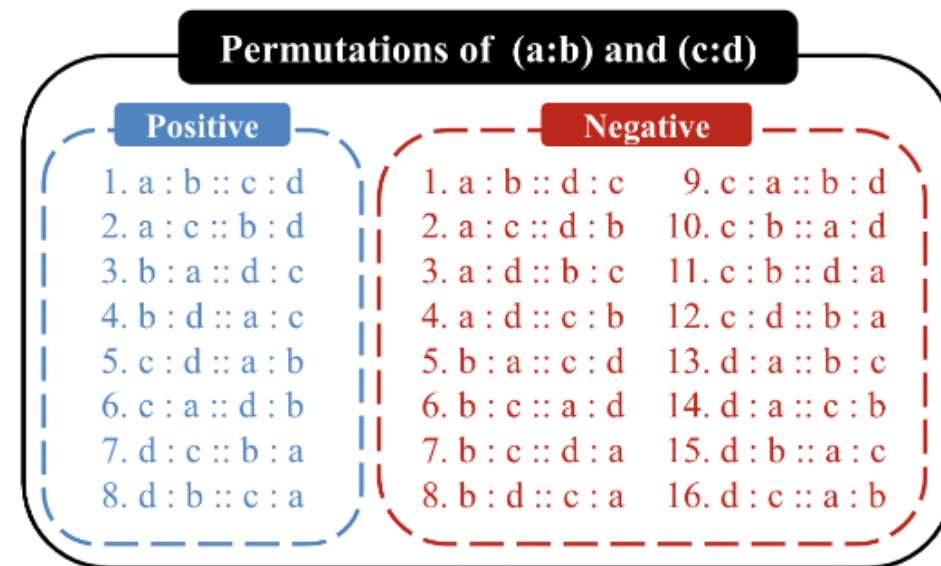 Permutations of (a:b) and (c:d)
Positive
1. a : b :: c : d
2. a : c :: b : d
3. b : a :: d : c
4. b : d :: a : c
5. c : d :: a : b
6. c : a :: d : b
7. d : c :: b : a
8. d : b :: c : a
Negative
1. a : b :: d : c
2. a : c :: d : b
3. a : d :: b : c
4. a : d :: c : b
5. b : a :: c : d
6. b : c :: a : d
7. b : c :: d : a
8. b : d :: c : a
9. c : a :: b : d
10. c : b :: a : d
11. c : b :: d : a
12. c : d :: b : a
13. d : a :: b : c
14. d : a :: c : b
15. d : b :: a : c
16. d : c :: a : b